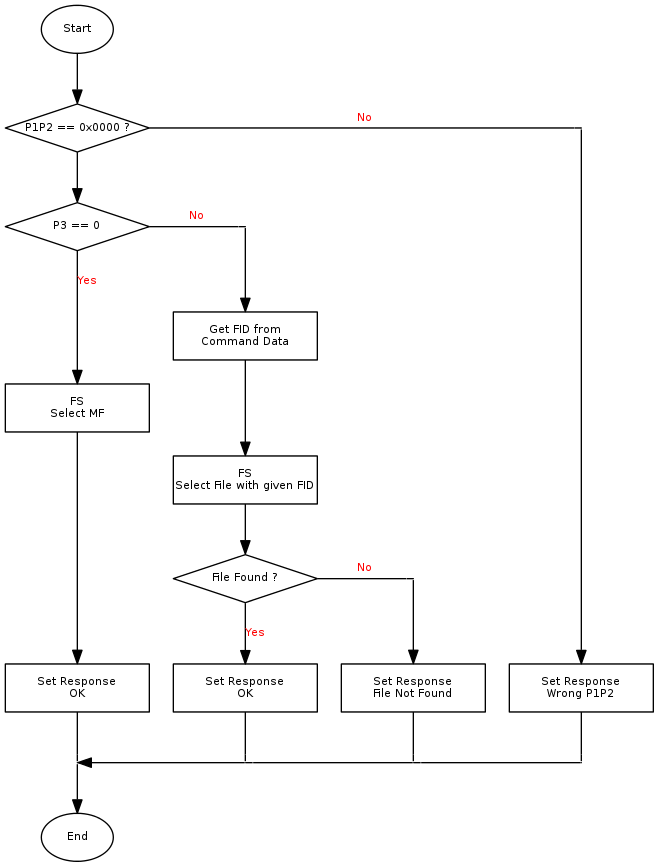 Start
P1P2 == 0x0000 ?
No
P3 == 0
No
Yes
Get FID from
Command Data
FS
Select MF
FS
Select File with given FID
File Found ?
No
Yes
Set Response
OK
Set Response
OK
Set Response
File Not Found
Set Response
Wrong P1P2
End